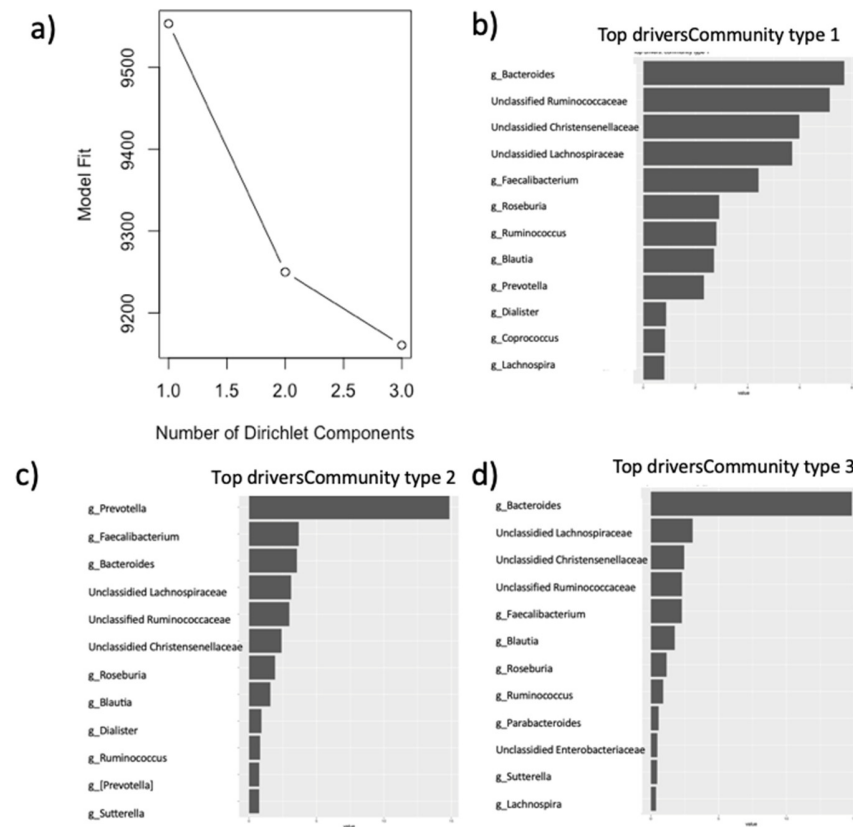 a)
9500
9400
9300
9200
Model Fit
1.0 1.5 2.0 2.5 3.0
Number of Dirichlet Components
b)
Top driversCommunity type 1
g_Bacteroides
Unclassified Ruminococcaceae
Unclassidied Christensenellaceae
Unclassidied Lachnospiraceae
g_Faecalibacterium
g_Roseburia
g_Ruminococcus
g_Blautia
g_Prevotella
g_Dialister
g_Coprococcus
g_Lachnospira
value
c)
Top driversCommunity type 2
g_Prevotella
g_Faecalibacterium
g_Bacteroides
Unclassidied Lachnospiraceae
Unclassified Ruminococcaceae
Unclassidied Christensenellaceae
g_Roseburia
g_Blautia
g_Dialister
g_Ruminococcus
g_[Prevotella]
g_Sutterella
value
d)
Top driversCommunity type 3
g_Bacteroides
Unclassidied Lachnospiraceae
Unclassidied Christensenellaceae
Unclassified Ruminococcaceae
g_Faecalibacterium
g_Blautia
g_Roseburia
g_Ruminococcus
g_Parabacteroides
Unclassidied Enterobacteriaceae
g_Sutterella
g_Lachnospira
value